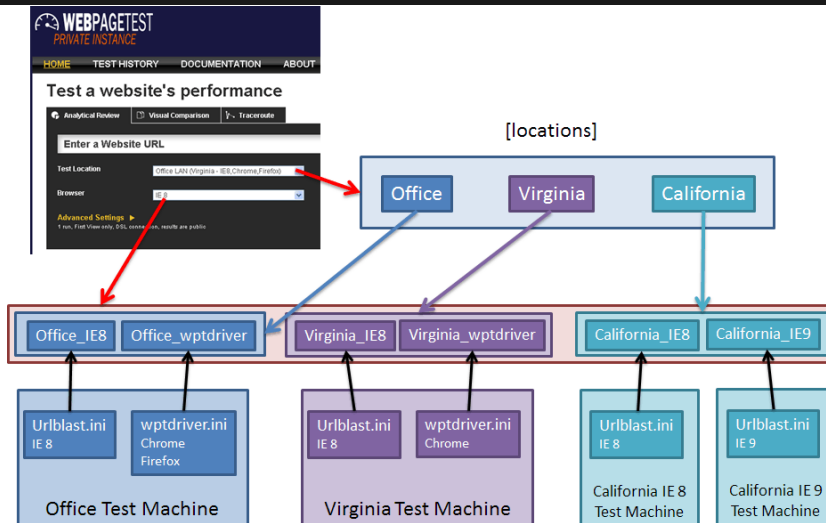 WEBPAGETEST
PRIVATE INSTANCE
HOME TEST HISTORY DOCUMENTATION ABOUT
Test a website's performance
Analytical Review Visual Comparison Traceroute
Enter a Website URL
Test Location Office LAN (Virginia - IE8,Chrome,Firefox)
Browser IE 8
Advanced Settings
1 run, First View only, DSL connection, results are public
[locations]
Office Virginia California
Office_IE8 Office_wptdriver Virginia_IE8 Virginia_wptdriver California_IE8 California_IE9
Urlblast.ini
IE 8
wptdriver.ini
Chrome
Firefox
Office Test Machine
Urlblast.ini
IE 8
wptdriver.ini
Chrome
Virginia Test Machine
Urlblast.ini
IE 8
California IE 8
Test Machine
Urlblast.ini
IE 9
California IE 9
Test Machine